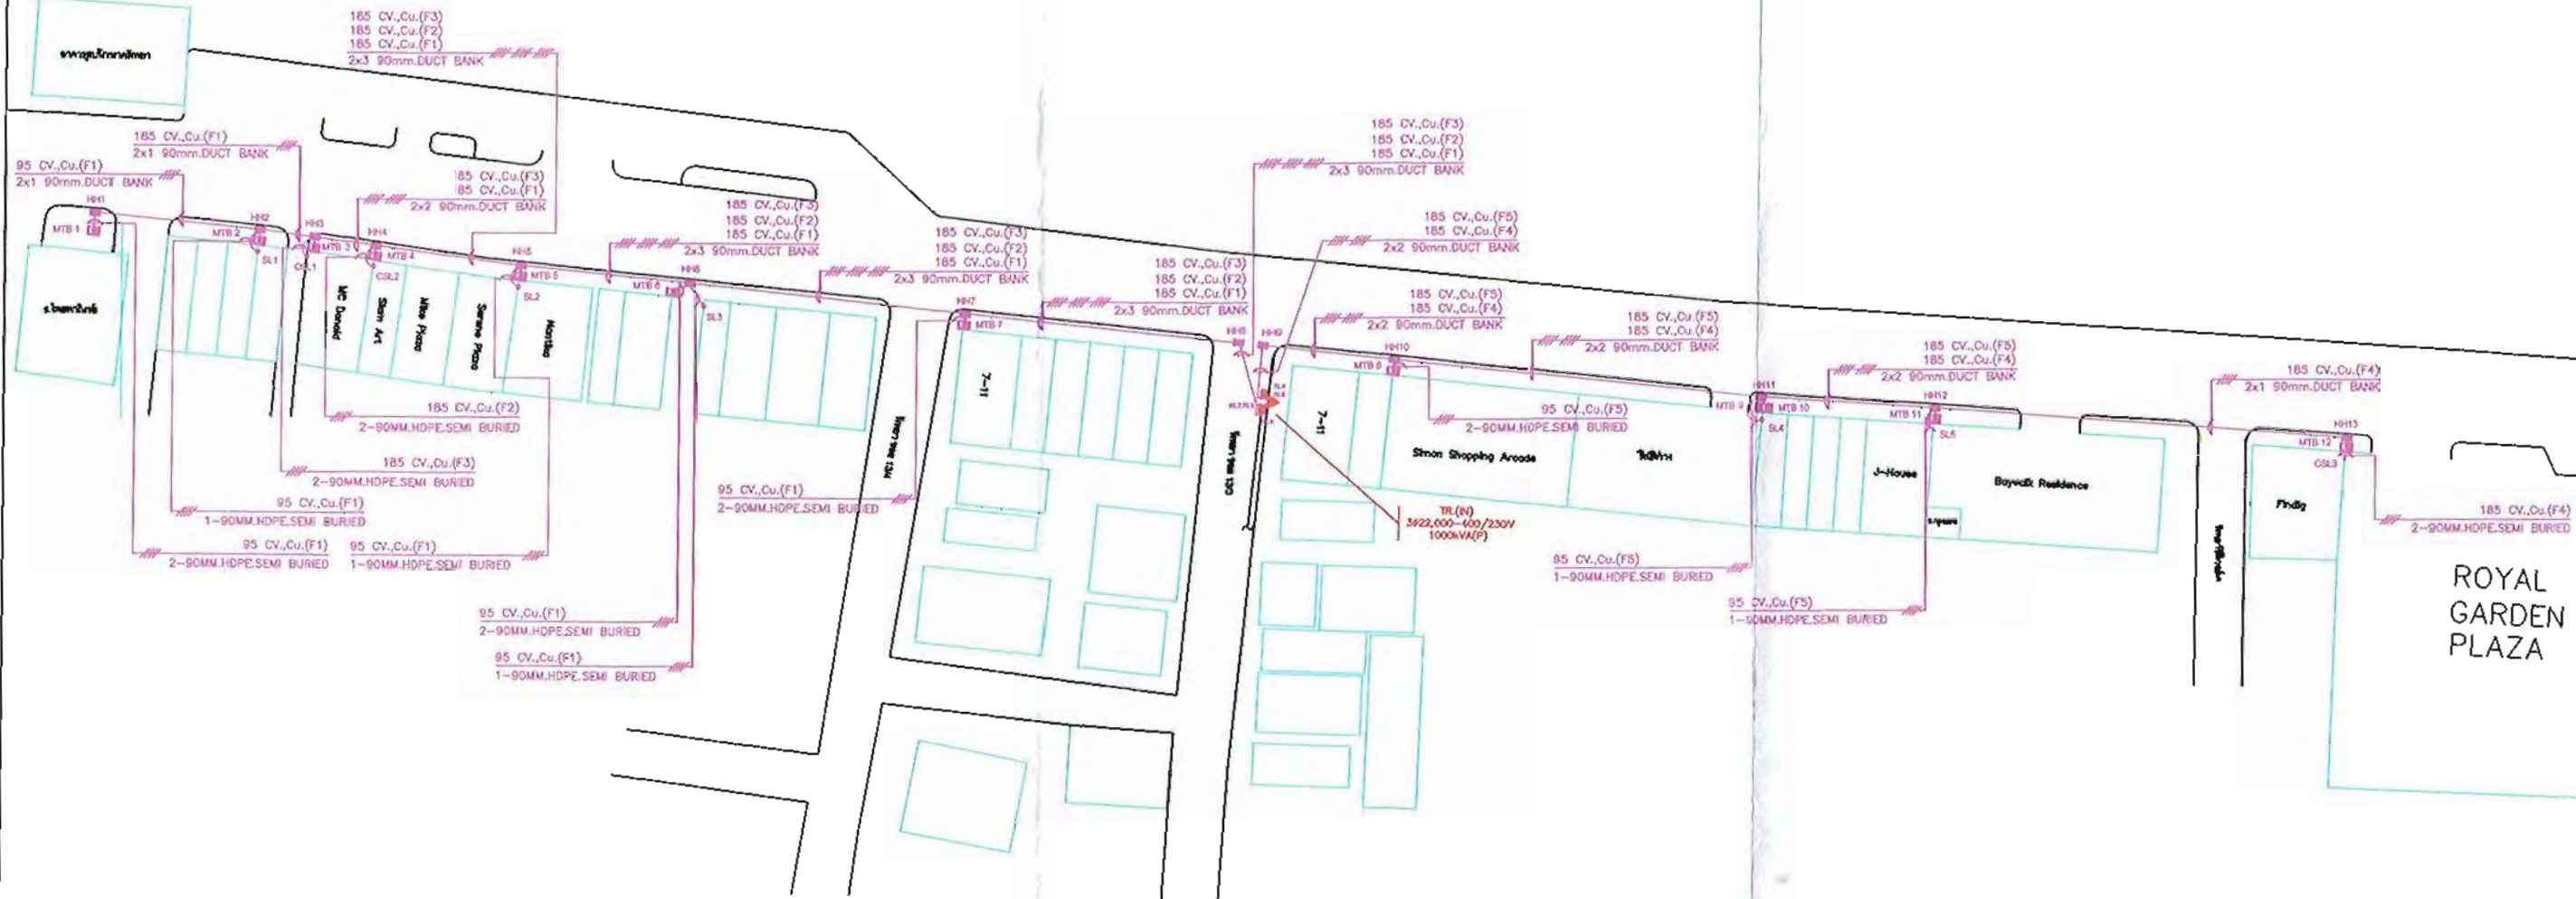 185 CV.,Cu.(F3)
185 CV.,Cu.(F2)
185 CV.,Cu.(F1)
2x3 90mm.DUCT BANK
185 CV.,Cu.(F1)
2x1 90mm.DUCT BANK
95 CV.,Cu.(F1)
2x1 90mm.DUCT BANK
185 CV.,Cu.(F3)
85 CV.,Cu.(F1)
2x2 90mm.DUCT BANK
185 CV.,Cu.(F3)
185 CV.,Cu.(F2)
185 CV.,Cu.(F1)
2x3 90mm.DUCT BANK
185 CV.,Cu.(F3)
185 CV.,Cu.(F2)
185 CV.,Cu.(F1)
2x3 90mm.DUCT BANK
185 CV.,Cu.(F3)
185 CV.,Cu.(F2)
185 CV.,Cu.(F1)
2x3 90mm.DUCT BANK
185 CV.,Cu.(F3)
185 CV.,Cu.(F2)
185 CV.,Cu.(F1)
2x3 90mm.DUCT BANK
185 CV.,Cu.(F5)
185 CV.,Cu.(F4)
2x2 90mm.DUCT BANK
185 CV.,Cu.(F5)
185 CV.,Cu.(F4)
2x2 90mm.DUCT BANK
185 CV.,Cu.(F5)
185 CV.,Cu.(F4)
2x2 90mm.DUCT BANK
185 CV.,Cu.(F5)
185 CV.,Cu.(F4)
2x2 90mm.DUCT BANK
185 CV.,Cu.(F4)
2x1 90mm.DUCT BANK
HH1
MTB 1
HH2
MTB 2
SL1
HH3
MTB 3
CSL1
HH4
MTB 4
CSL2
HH5
MTB 5
SL2
HH6
MTB 6
SL3
HH7
MTB 7
HH8
HH9
HH10
MTB 8
HH11
MTB 9
MTB 10
SL4
HH12
MTB 11
SL5
HH13
MTB 12
CSL3
MC Donald
Siam Art
Mike Plaza
Serene Plaza
7-11
7-11
Simon Shopping Arcade
J-House
Baywalk Residence
185 CV.,Cu.(F2)
2-90MM.HDPE.SEMI BURIED
185 CV.,Cu.(F3)
2-90MM.HDPE.SEMI BURIED
95 CV.,Cu.(F1)
1-90MM.HDPE.SEMI BURIED
95 CV.,Cu.(F1)
2-90MM.HDPE.SEMI BURIED
95 CV.,Cu.(F1)
1-90MM.HDPE.SEMI BURIED
95 CV.,Cu.(F1)
2-90MM.HDPE.SEMI BURIED
95 CV.,Cu.(F1)
1-90MM.HDPE.SEMI BURIED
95 CV.,Cu.(F1)
2-90MM.HDPE.SEMI BURIED
95 CV.,Cu.(F5)
2-90MM.HDPE.SEMI BURIED
TR.(IN)
1000kVA(P)
95 CV.,Cu.(F5)
1-90MM.HDPE.SEMI BURIED
95 CV.,Cu.(F5)
1-90MM.HDPE.SEMI BURIED
185 CV.,Cu.(F4)
2-90MM.HDPE.SEMI BURIED
ROYAL
GARDEN
PLAZA